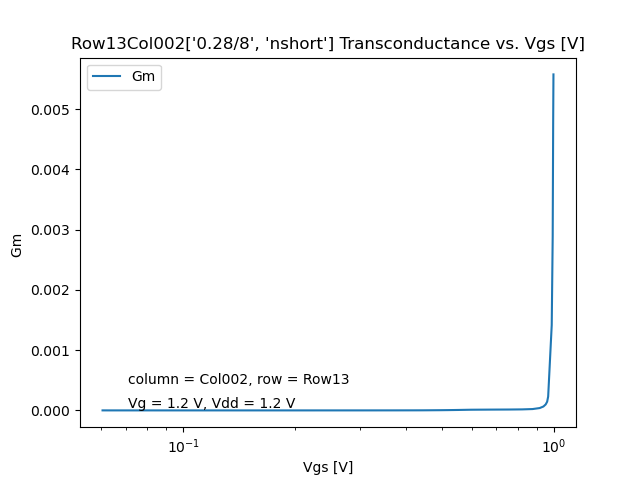 Row13Col002['0.28/8', 'nshort'] Transconductance vs. Vgs [V]
Gm
0.005
0.004
0.003
0.002
0.001
0.000
Gm
column = Col002, row = Row13
Vg = 1.2 V, Vdd = 1.2 V
10⁻¹
10⁰
Vgs [V]